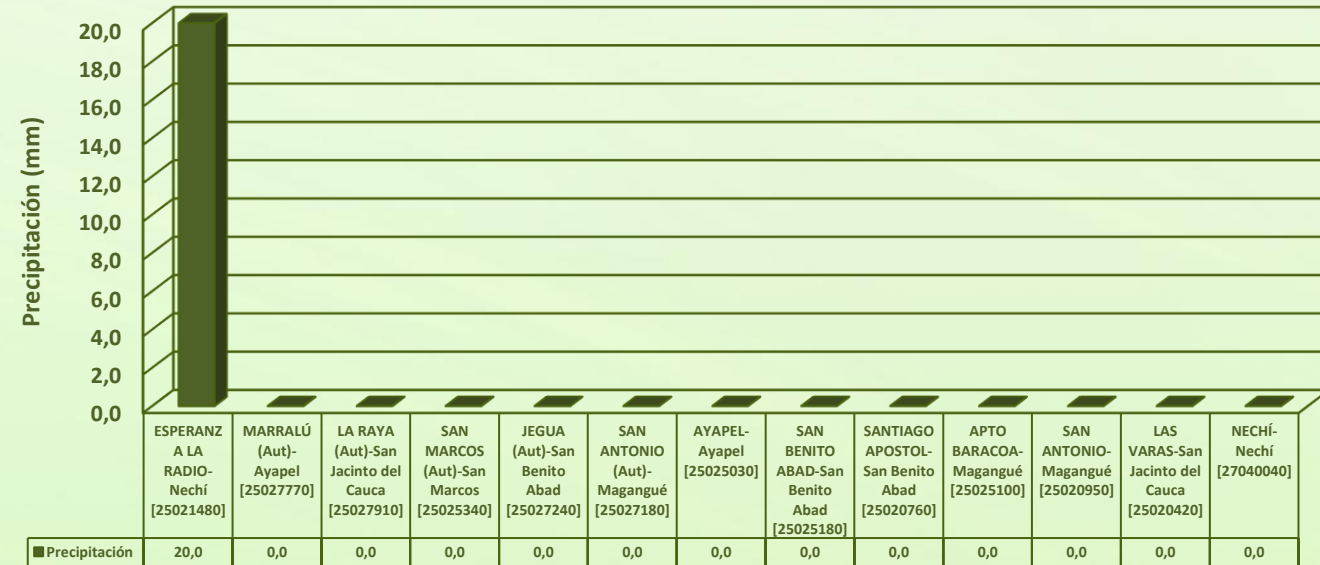 Precipitación (mm)
20,0
18,0
16,0
14,0
12,0
10,0
8,0
6,0
4,0
2,0
0,0
ESPERANZ
A LA
RADIO-
Nechí
[25021480]
MARRALÚ
(Aut)-
Ayapel
[25027770]
LA RAYA
(Aut)-San
Jacinto del
Cauca
[25027910]
SAN
MARCOS
(Aut)-San
Marcos
[25025340]
JEGUA
(Aut)-San
Benito
Abad
[25027240]
SAN
ANTONIO
(Aut)-
Magangué
[25027180]
AYAPEL-
Ayapel
[25025030]
SAN
BENITO
ABAD-San
Benito
Abad
[25025180]
SANTIAGO
APOSTOL-
San Benito
Abad
[25020760]
APTO
BARACOA-
Magangué
[25025100]
SAN
ANTONIO-
Magangué
[25020950]
LAS
VARAS-San
Jacinto del
Cauca
[25020420]
NECHÍ-
Nechí
[27040040]
Precipitación 20,0 0,0 0,0 0,0 0,0 0,0 0,0 0,0 0,0 0,0 0,0 0,0 0,0